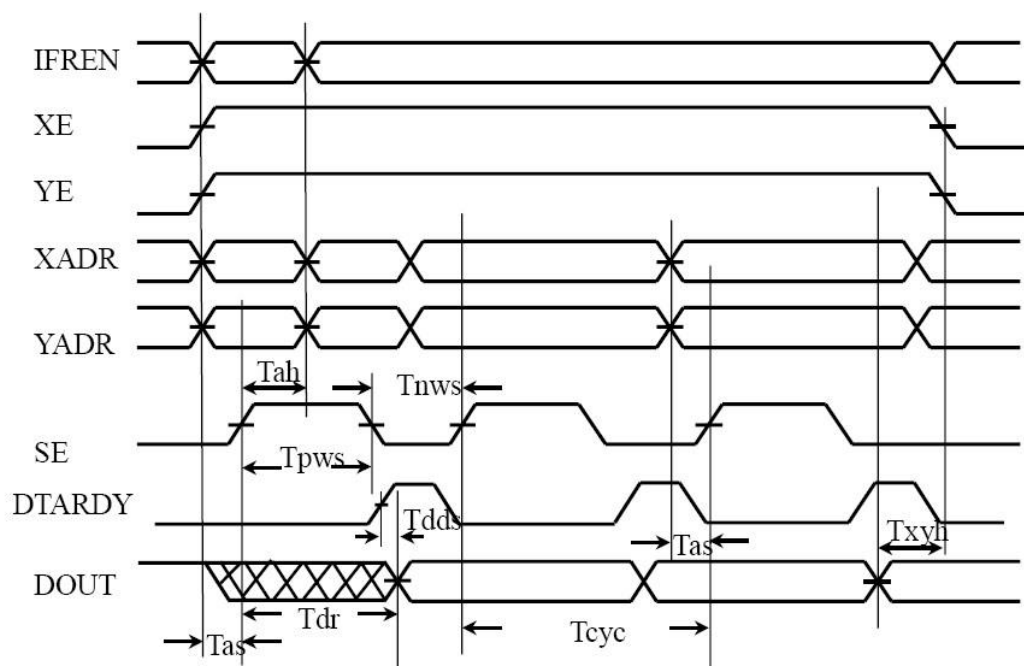 IFREN
XE
YE
XADR
YADR
Tah
Tnws
SE
Tpws
DTARDY
Tdds
Tas
Txyh
DOUT
Tdr
Tcyc
Tas